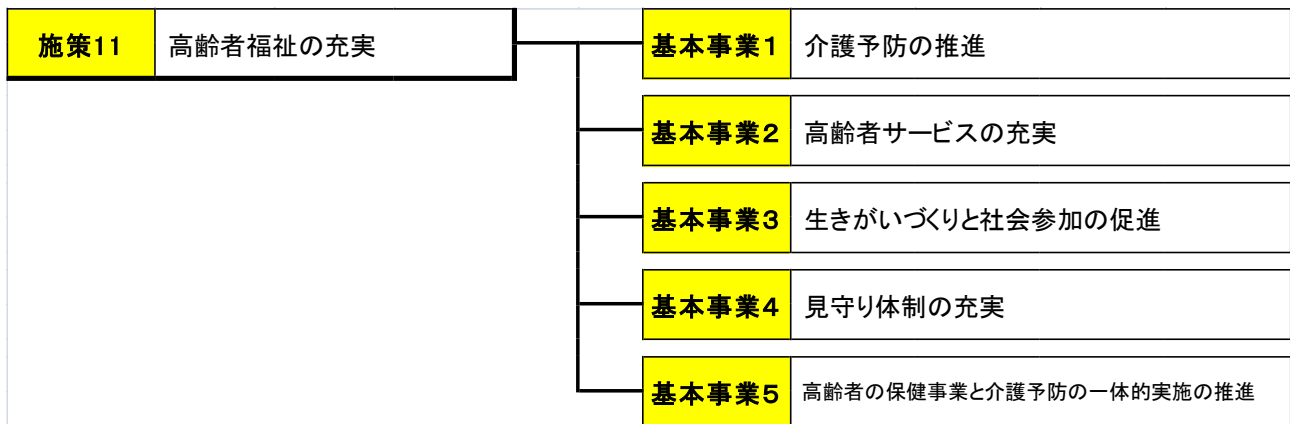 施策11 高齢者福祉の充実
基本事業1 介護予防の推進
基本事業2 高齢者サービスの充実
基本事業3 生きがいづくりと社会参加の促進
基本事業4 見守り体制の充実
基本事業5 高齢者の保健事業と介護予防の一体的実施の推進